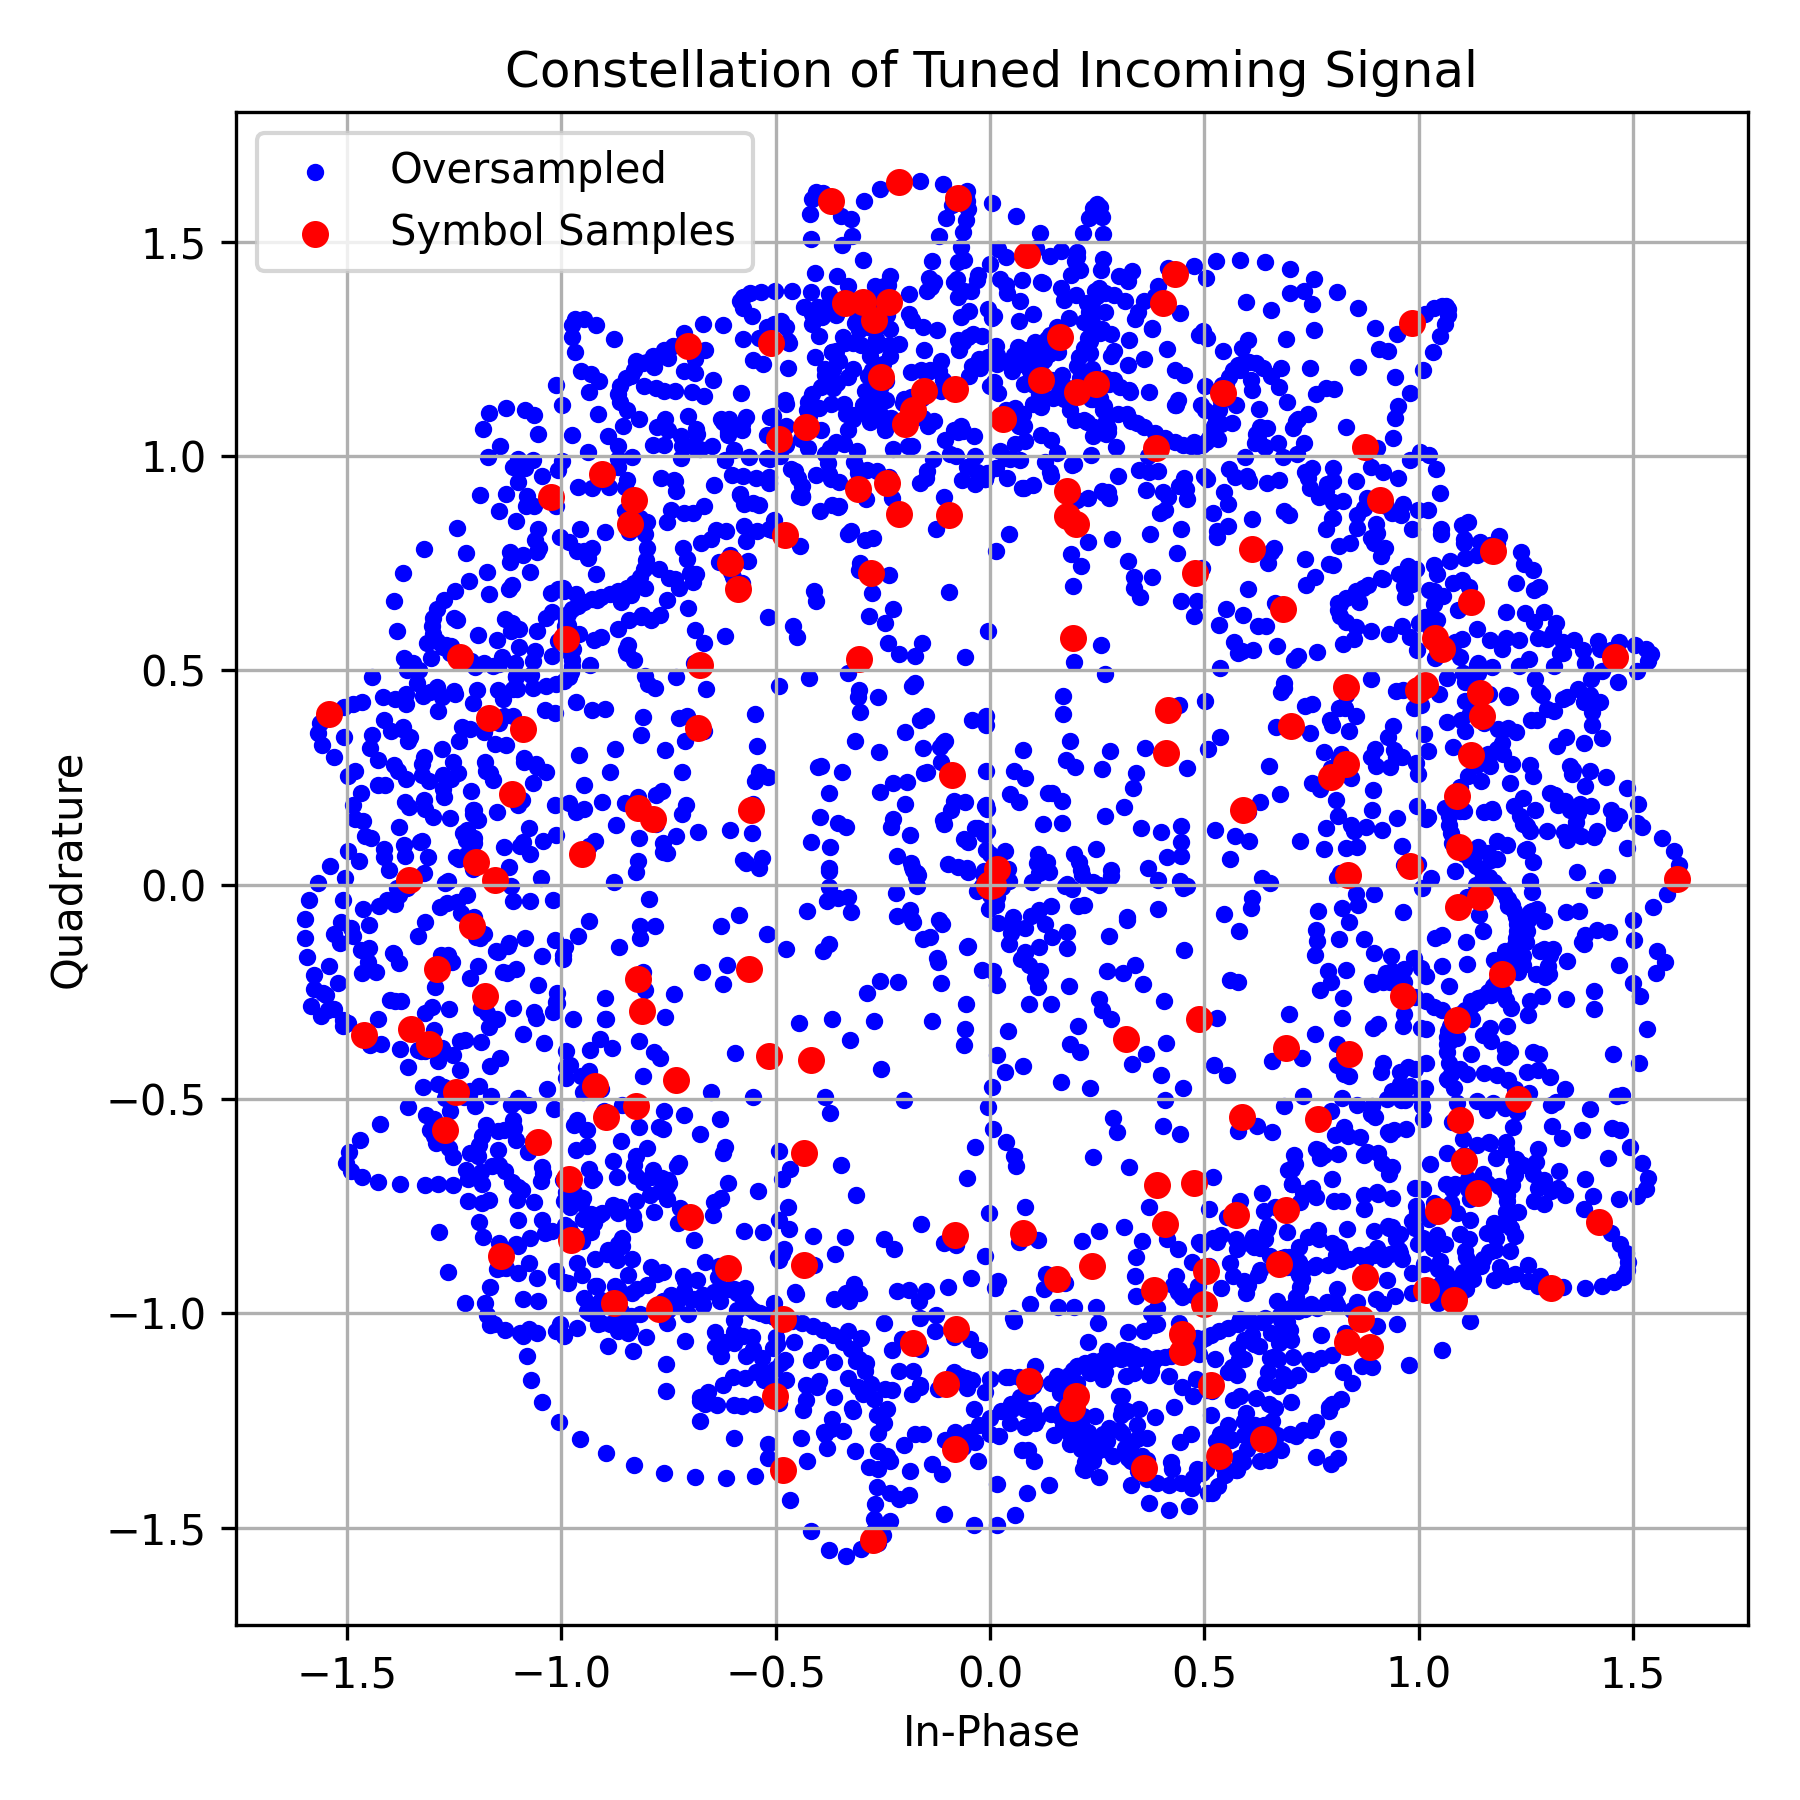 Constellation of Tuned Incoming Signal
Oversampled
Symbol Samples
1.5
1.0
0.5
0.0
−0.5
−1.0
−1.5
Quadrature
−1.5 −1.0 −0.5 0.0 0.5 1.0 1.5
In-Phase